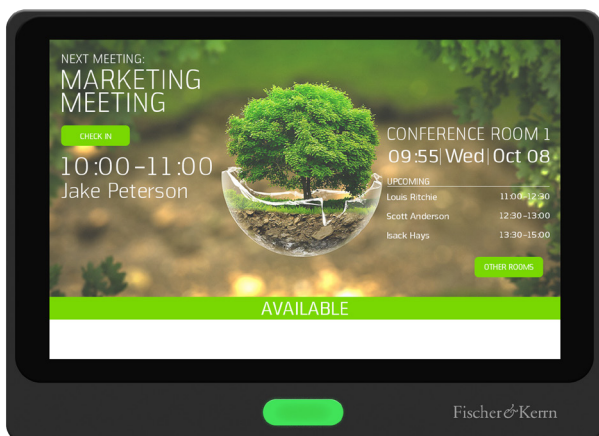 NEXT MEETING:
MARKETING
MEETING
CHECK IN
10:00-11:00
Jake Peterson
CONFERENCE ROOM 1
09:55|Wed|Oct 08
UPCOMING
Louis Ritchie 11:00-12:30
Scott Anderson 12:30-13:00
Isack Hays 13:30-15:00
OTHER ROOMS
AVAILABLE
Fischer&Kerrn